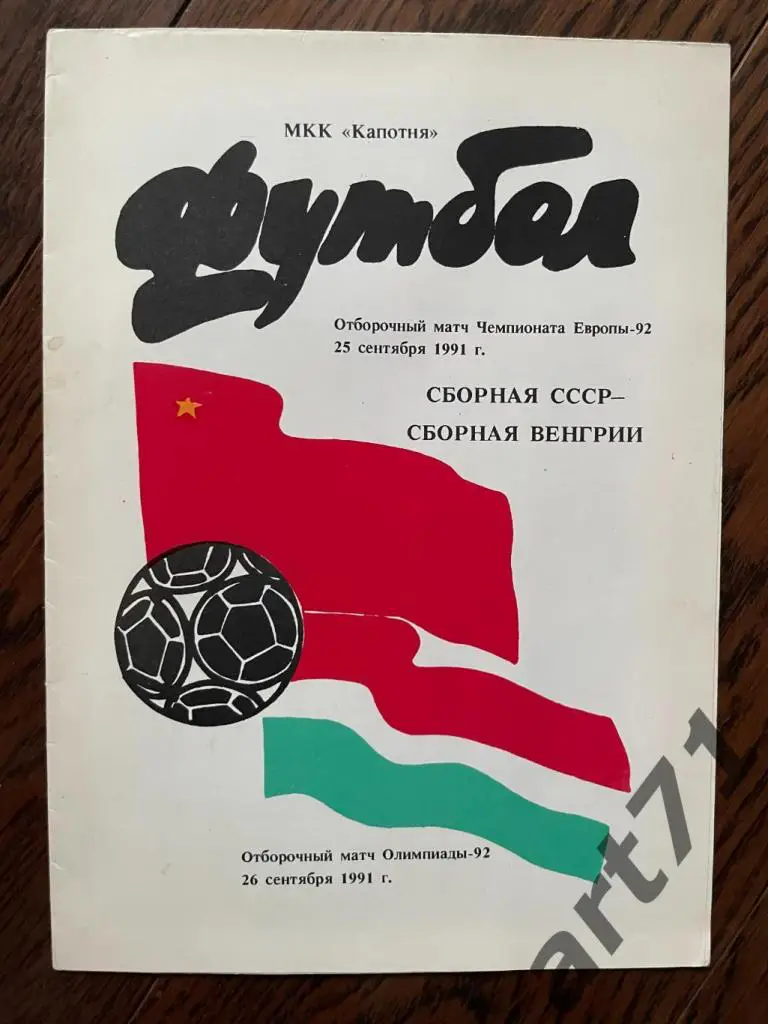 МКК «Капотня»
футбол
Отборочный матч Чемпионата Европы-92
25 сентября 1991 г.
СБОРНАЯ СССР–
СБОРНАЯ ВЕНГРИИ
Отборочный матч Олимпиады-92
26 сентября 1991 г.
art71